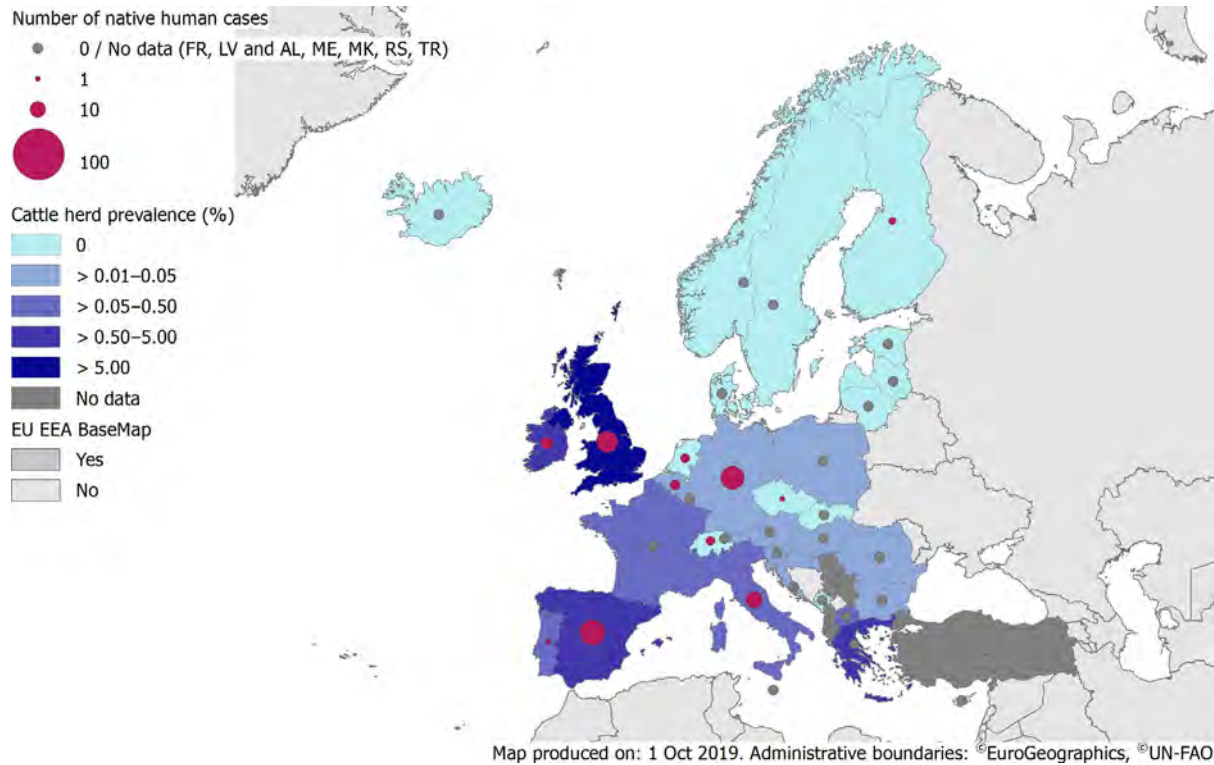 Number of native human cases
0 / No data (FR, LV and AL, ME, MK, RS, TR)
1
10
100
Cattle herd prevalence (%)
0
> 0.01–0.05
> 0.05–0.50
> 0.50–5.00
> 5.00
No data
EU EEA BaseMap
Yes
No
Map produced on: 1 Oct 2019. Administrative boundaries: ©EuroGeographics, ©UN-FAO